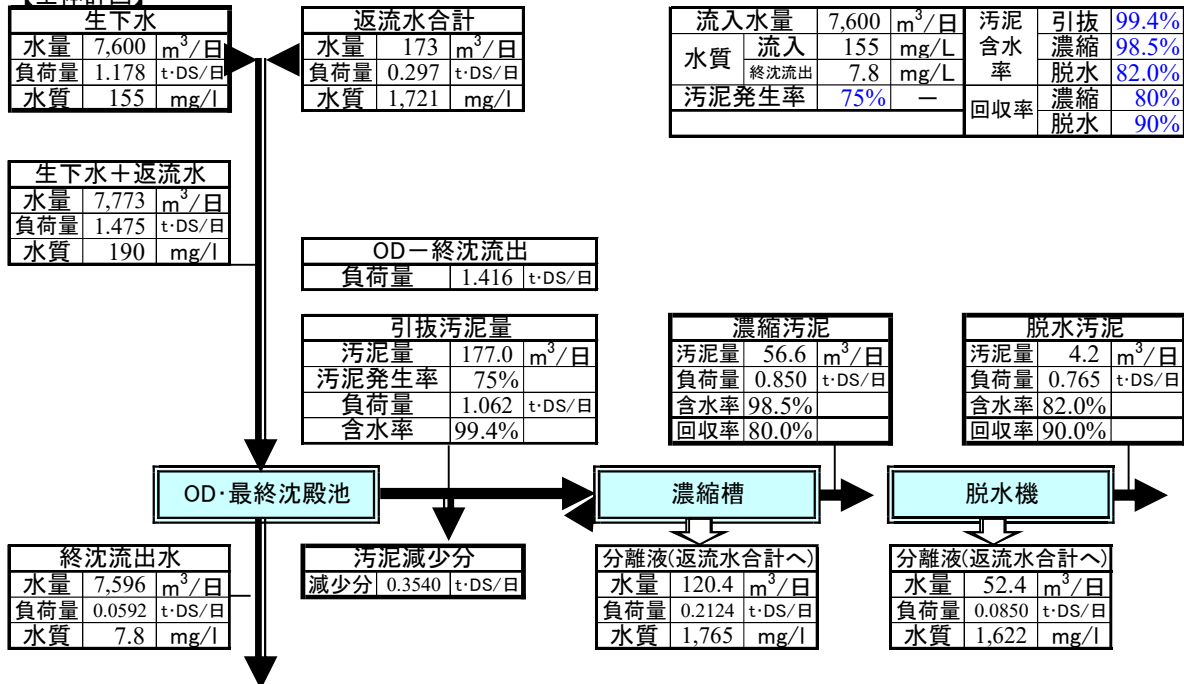 【全体計画】
生下水
水量 7,600 m³/日
負荷量 1.178 t･DS/日
水質 155 mg/l
返流水合計
水量 173 m³/日
負荷量 0.297 t･DS/日
水質 1,721 mg/l
流入水量 7,600 m³/日
水質 流入 155 mg/L
終沈流出 7.8 mg/L
汚泥発生率 75% －
汚泥含水率 引抜 99.4%
濃縮 98.5%
脱水 82.0%
回収率 濃縮 80%
脱水 90%
生下水＋返流水
水量 7,773 m³/日
負荷量 1.475 t･DS/日
水質 190 mg/l
OD－終沈流出
負荷量 1.416 t･DS/日
引抜汚泥量
汚泥量 177.0 m³/日
汚泥発生率 75%
負荷量 1.062 t･DS/日
含水率 99.4%
濃縮汚泥
汚泥量 56.6 m³/日
負荷量 0.850 t･DS/日
含水率 98.5%
回収率 80.0%
脱水汚泥
汚泥量 4.2 m³/日
負荷量 0.765 t･DS/日
含水率 82.0%
回収率 90.0%
OD･最終沈殿池
濃縮槽
脱水機
終沈流出水
水量 7,596 m³/日
負荷量 0.0592 t･DS/日
水質 7.8 mg/l
汚泥減少分
減少分 0.3540 t･DS/日
分離液(返流水合計へ)
水量 120.4 m³/日
負荷量 0.2124 t･DS/日
水質 1,765 mg/l
分離液(返流水合計へ)
水量 52.4 m³/日
負荷量 0.0850 t･DS/日
水質 1,622 mg/l